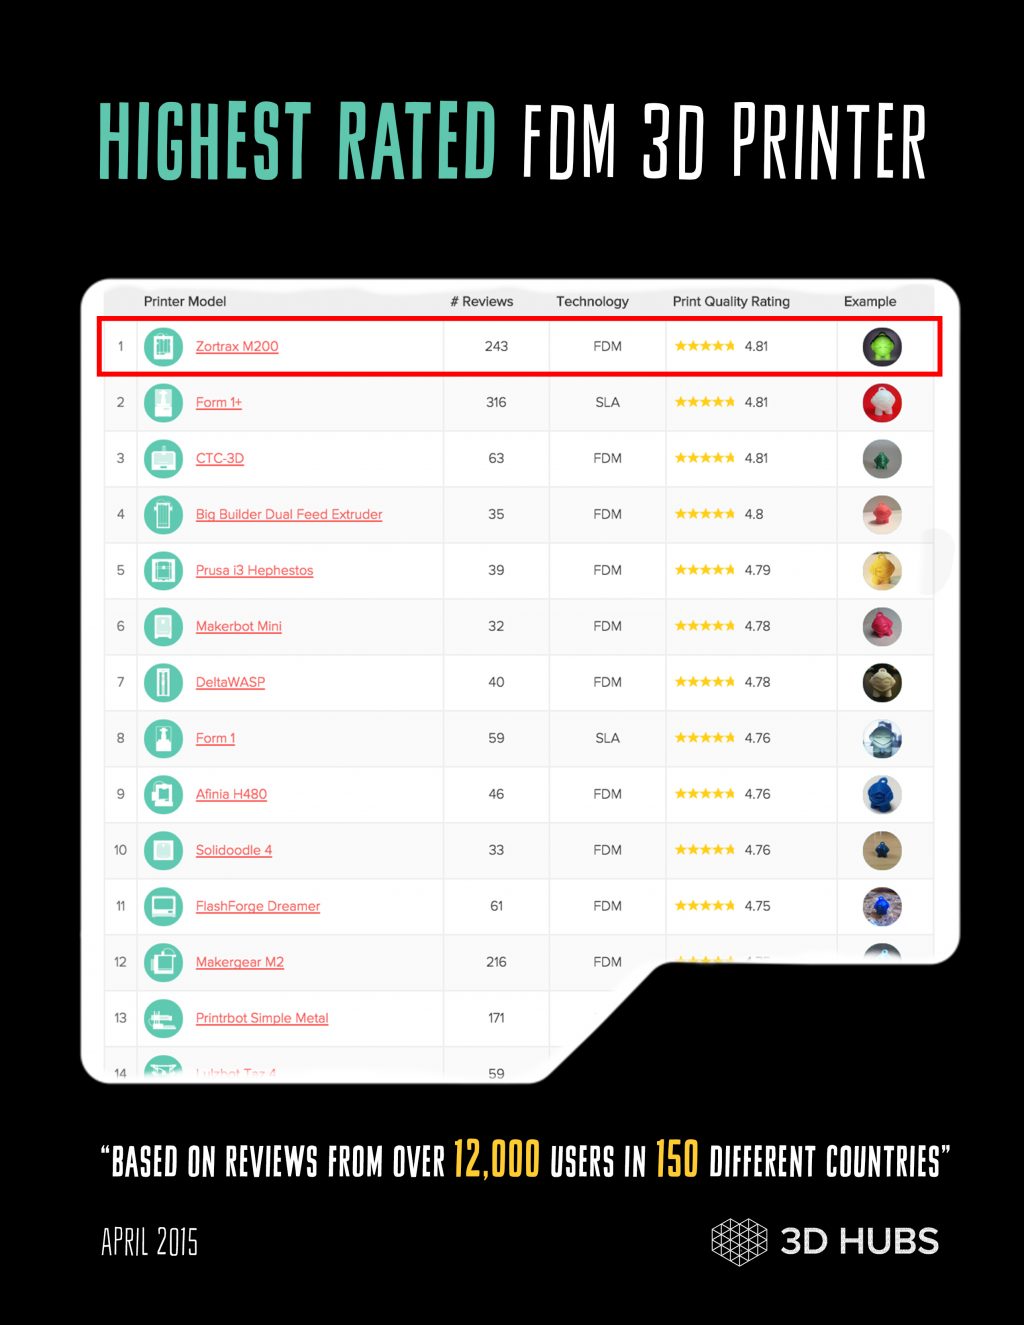 HIGHEST RATED FDM 3D PRINTER
Printer Model # Reviews Technology Print Quality Rating Example
1 Zortrax M200 243 FDM 4.81
2 Form 1+ 316 SLA 4.81
3 CTC-3D 63 FDM 4.81
4 Big Builder Dual Feed Extruder 35 FDM 4.8
5 Prusa i3 Hephestos 39 FDM 4.79
6 Makerbot Mini 32 FDM 4.78
7 DeltaWASP 40 FDM 4.78
8 Form 1 59 SLA 4.76
9 Afinia H480 46 FDM 4.76
10 Solidoodle 4 33 FDM 4.76
11 FlashForge Dreamer 61 FDM 4.75
12 Makergear M2 216 FDM
13 Printrbot Simple Metal 171
14 Lulzbot Taz 4 59
“BASED ON REVIEWS FROM OVER 12,000 USERS IN 150 DIFFERENT COUNTRIES”
APRIL 2015
3D HUBS